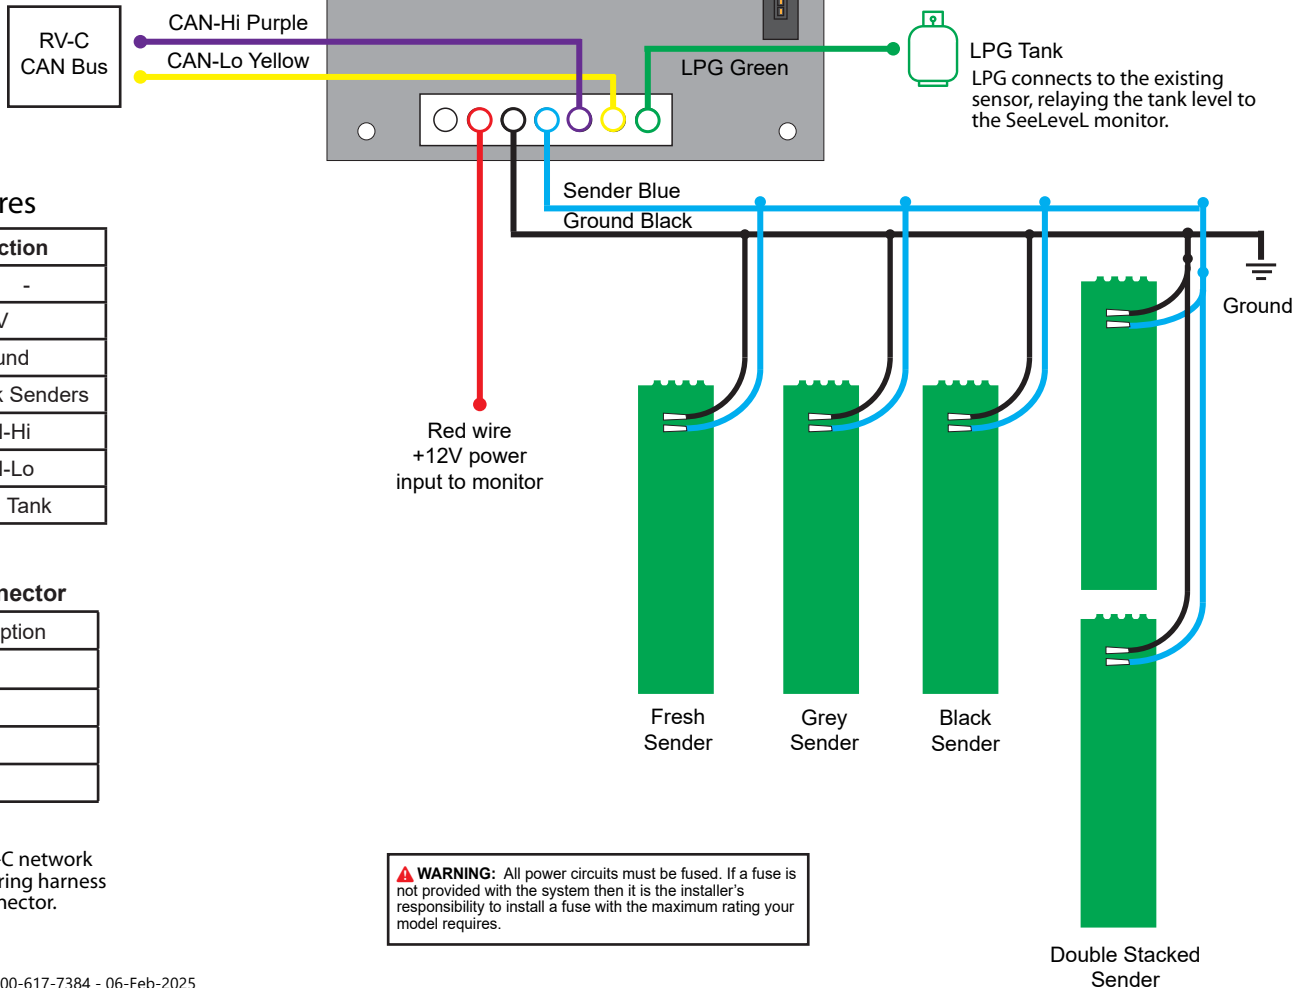 RV-C
CAN Bus
CAN-Hi Purple
CAN-Lo Yellow
LPG Green
LPG Tank
LPG connects to the existing
sensor, relaying the tank level to
the SeeLeveL monitor.
Sender Blue
Ground Black
Ground
Red wire
+12V power
input to monitor
Fresh
Sender
Grey
Sender
Black
Sender
Double Stacked
Sender
res
ction
-
V
und
k Senders
-Hi
-Lo
Tank
nector
ption
-C network
ring harness
nector.
WARNING: All power circuits must be fused. If a fuse is
not provided with the system then it is the installer's
responsibility to install a fuse with the maximum rating your
model requires.
00-617-7384 - 06-Feb-2025